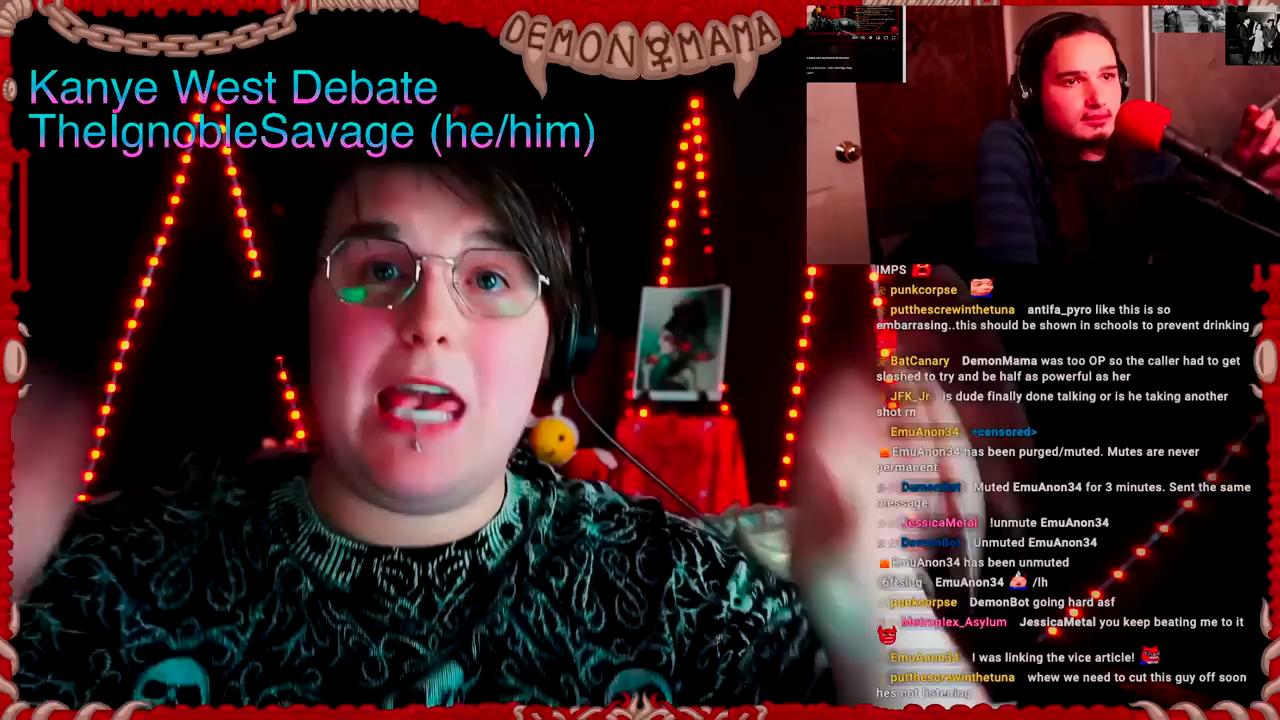 DEMON MAMA
Kanye West Debate
TheIgnobleSavage (he/him)
IMPS
punkcorpse
putthescrewinthetuna antifa_pyro like this is so
embarrasing..this should be shown in schools to prevent drinking
BatCanary DemonMama was too OP so the caller had to get
sloshed to try and be half as powerful as her
JFK_Jr is dude finally done talking or is he taking another
shot rn
EmuAnon34 <censored>
EmuAnon34 has been purged/muted. Mutes are never
permanent.
DemonBot Muted EmuAnon34 for 3 minutes. Sent the same
message
JessicaMetal !unmute EmuAnon34
DemonBot Unmuted EmuAnon34
EmuAnon34 has been unmuted
6ftslug EmuAnon34 /lh
punkcorpse DemonBot going hard asf
Metroplex_Asylum JessicaMetal you keep beating me to it
EmuAnon34 I was linking the vice article!
putthescrewinthetuna whew we need to cut this guy off soon
hes not listening